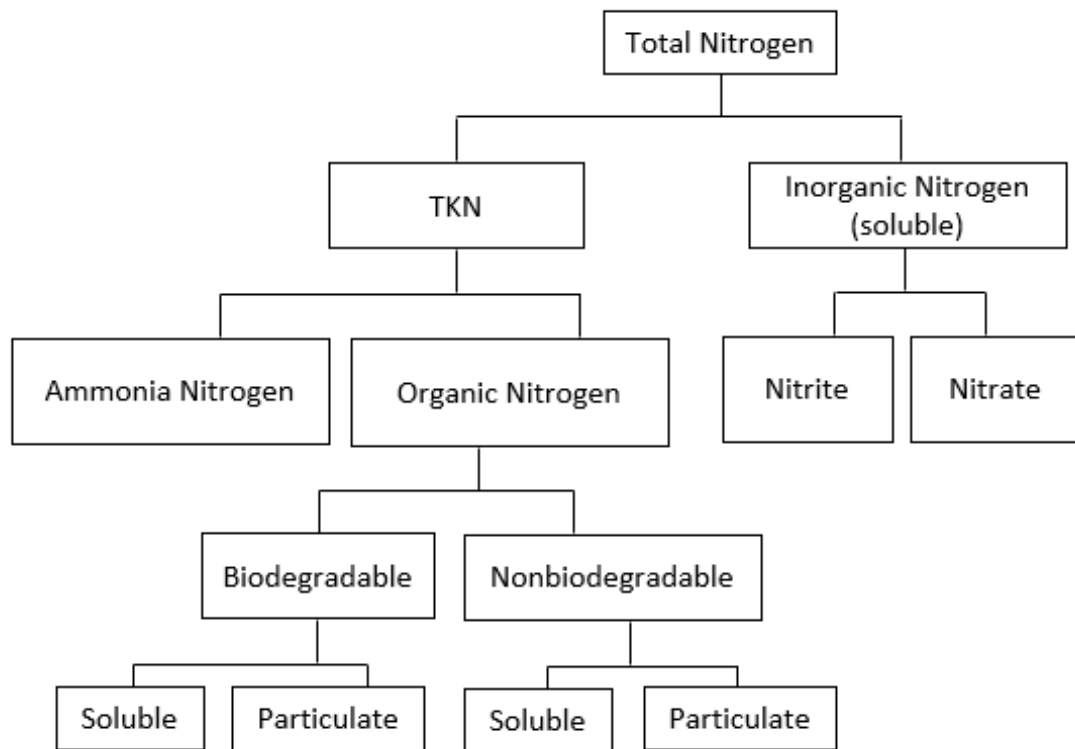 Total Nitrogen
TKN
Inorganic Nitrogen
(soluble)
Ammonia Nitrogen
Organic Nitrogen
Nitrite
Nitrate
Biodegradable
Nonbiodegradable
Soluble
Particulate
Soluble
Particulate